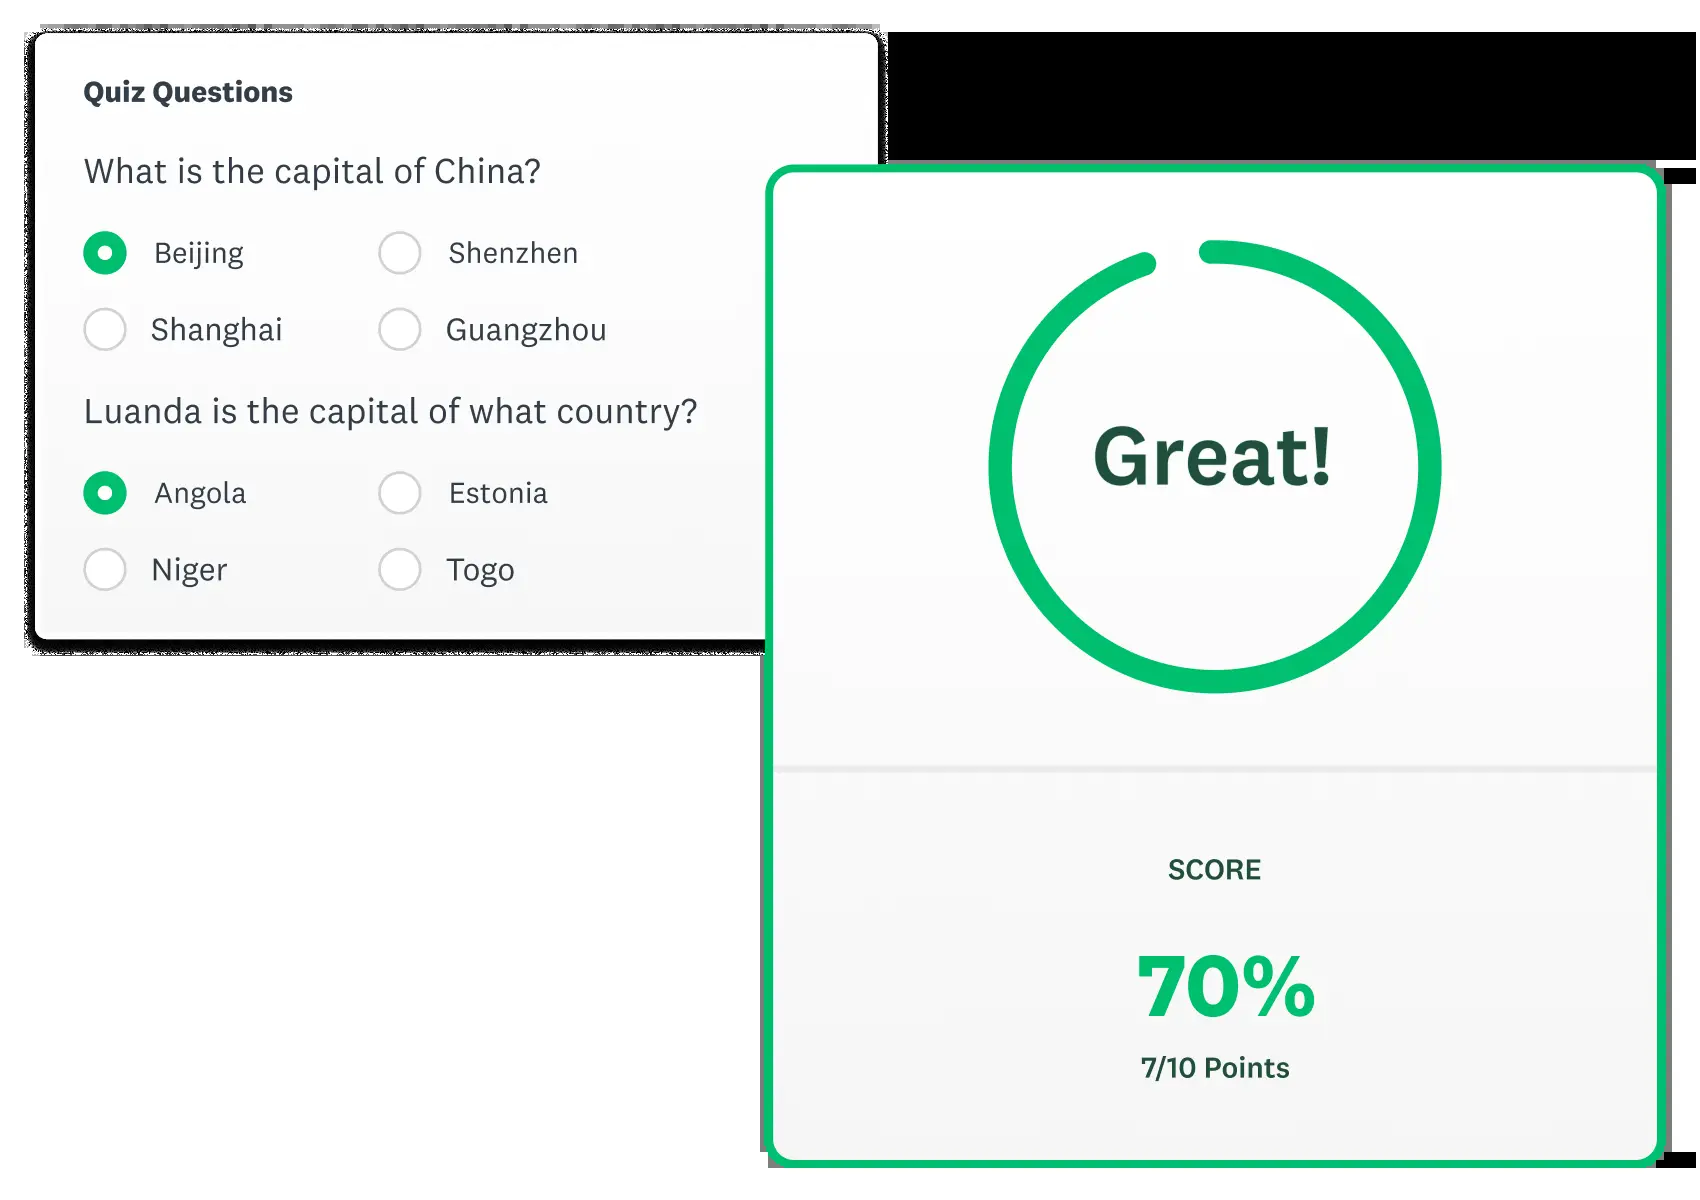 Quiz Questions
What is the capital of China?
Beijing Shenzhen
Shanghai Guangzhou
Luanda is the capital of what country?
Angola Estonia
Niger Togo
Great!
SCORE
70%
7/10 Points